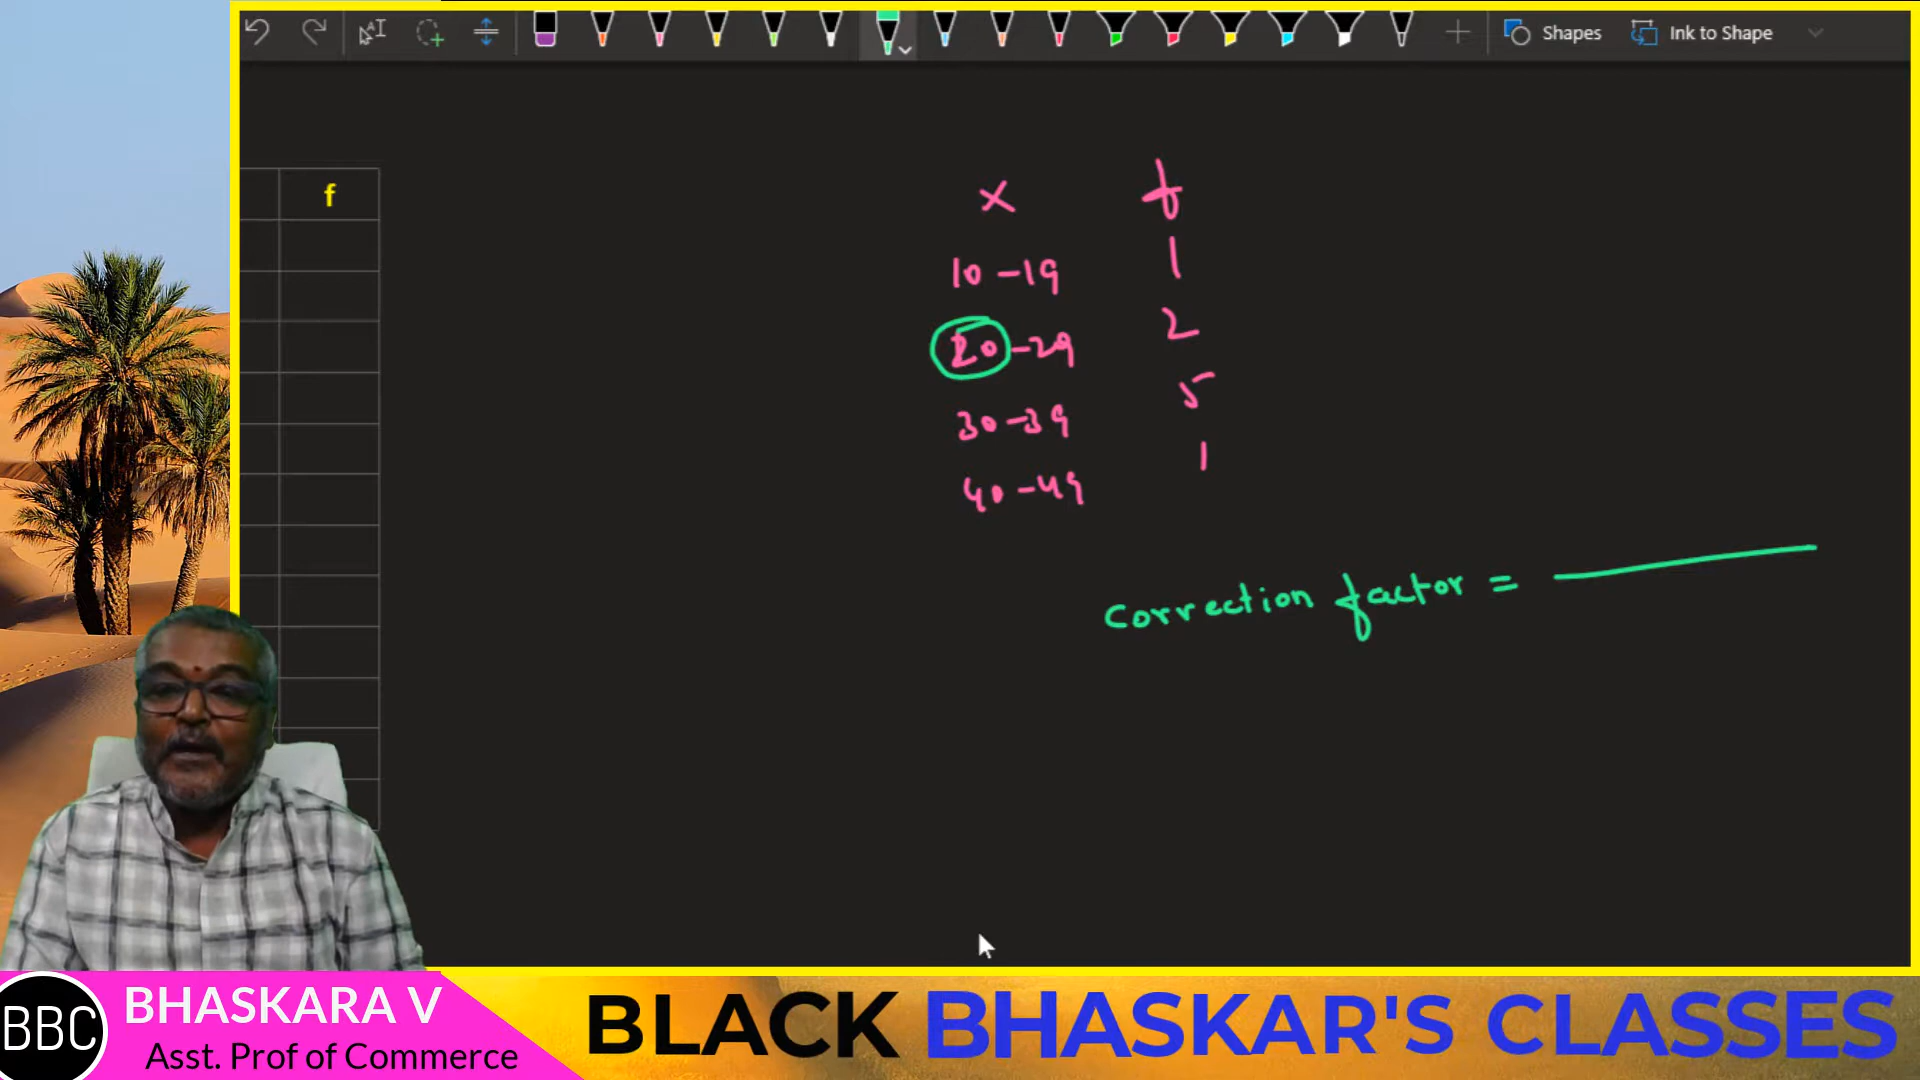 Shapes Ink to Shape
f
x f
10-19 1
20-29 2
30-39 5
40-49 1
correction factor =
BBC
BHASKARA V
Asst. Prof of Commerce
BLACK BHASKAR'S CLASSES